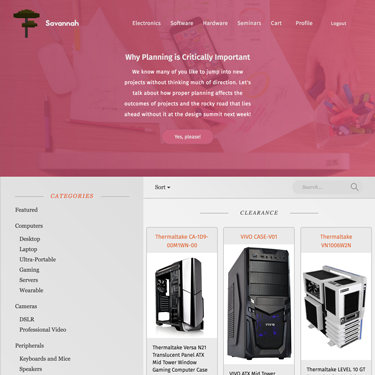 Savannah
Electronics Software Hardware Seminars Cart Profile Logout
Why Planning is Critically Important
We know many of you like to jump into new
projects without thinking much of direction. Let's
talk about how proper planning affects the
outcomes of projects and the rocky road that lies
ahead without it at the design summit next week!
Yes, please!
CATEGORIES
Featured
Computers
Desktop
Laptop
Ultra-Portable
Gaming
Servers
Wearable
Cameras
DSLR
Professional Video
Peripherals
Keyboards and Mice
Speakers
Sort
Search...
CLEARANCE
Thermaltake CA-1D9-
00M1WN-00
Thermaltake Versa N21
Translucent Panel ATX
Mid Tower Window
Gaming Computer Case
VIVO CASE-V01
VIVO ATX Mid Tower
Thermaltake
VN10006W2N
Thermaltake LEVEL 10 GT